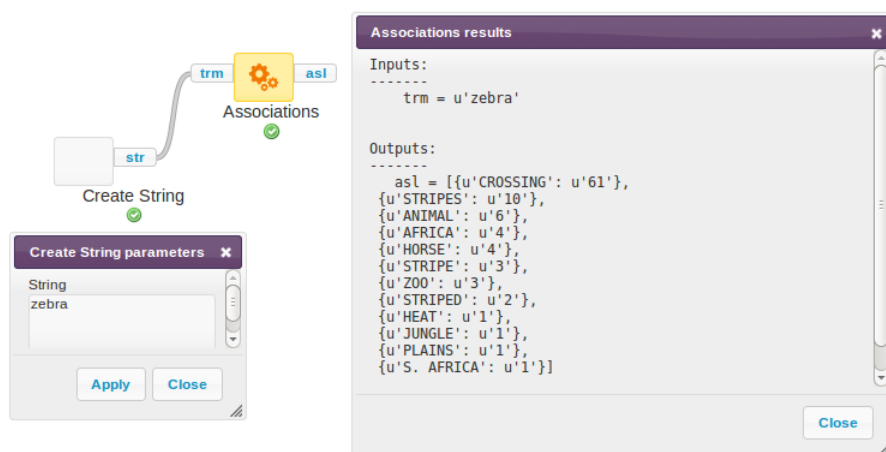 trm
asl
Associations
str
Create String
Create String parameters ×
String
zebra
Apply Close
Associations results ×
Inputs:
-------
trm = u'zebra'
Outputs:
-------
asl = [{u'CROSSING': u'61'},
{u'STRIPES': u'10'},
{u'ANIMAL': u'6'},
{u'AFRICA': u'4'},
{u'HORSE': u'4'},
{u'STRIPE': u'3'},
{u'ZOO': u'3'},
{u'STRIPED': u'2'},
{u'HEAT': u'1'},
{u'JUNGLE': u'1'},
{u'PLAINS': u'1'},
{u'S. AFRICA': u'1'}]
Close